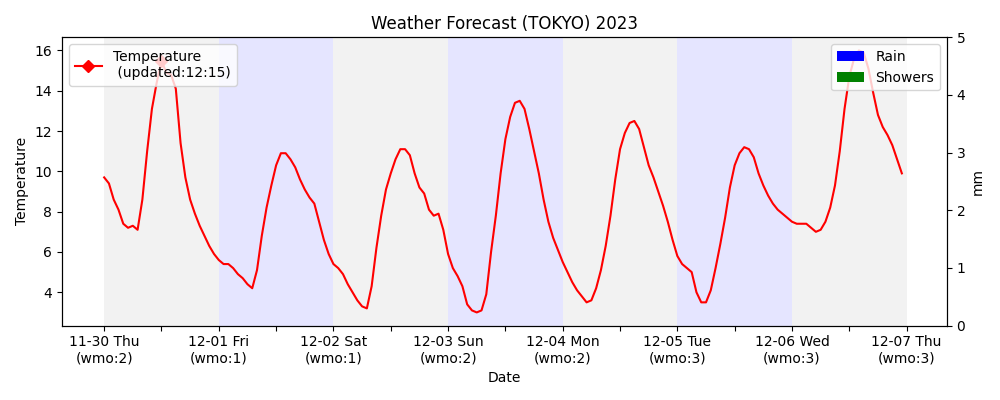 Weather Forecast (TOKYO) 2023
Temperature
(updated:12:15)
Rain
Showers
Temperature
16
14
12
10
8
6
4
5
4
3
2
1
0
mm
11-30 Thu
(wmo:2)
12-01 Fri
(wmo:1)
12-02 Sat
(wmo:1)
12-03 Sun
(wmo:2)
12-04 Mon
(wmo:2)
12-05 Tue
(wmo:3)
12-06 Wed
(wmo:3)
12-07 Thu
(wmo:3)
Date